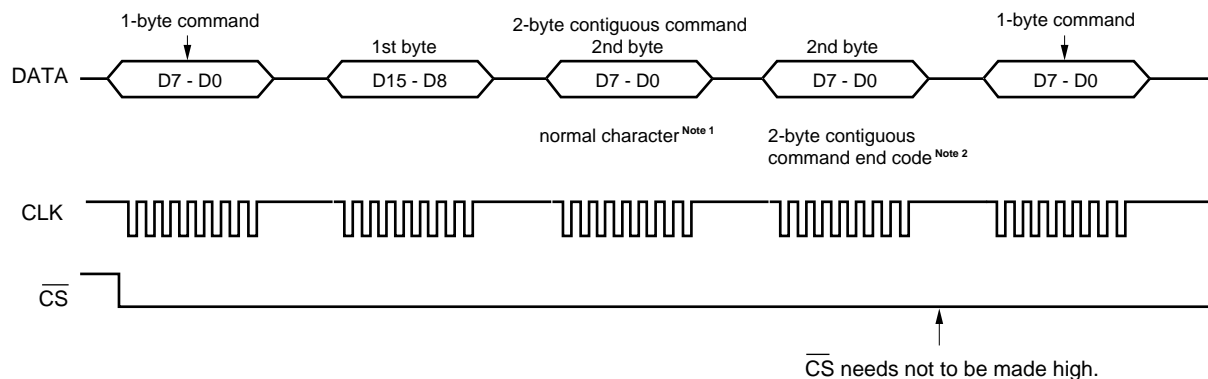 1-byte command
2-byte contiguous command
1-byte command
1st byte
2nd byte
2nd byte
DATA
D7 - D0
D15 - D8
D7 - D0
D7 - D0
D7 - D0
normal character Note 1
2-byte contiguous
command end code Note 2
CLK
CS
CS needs not to be made high.